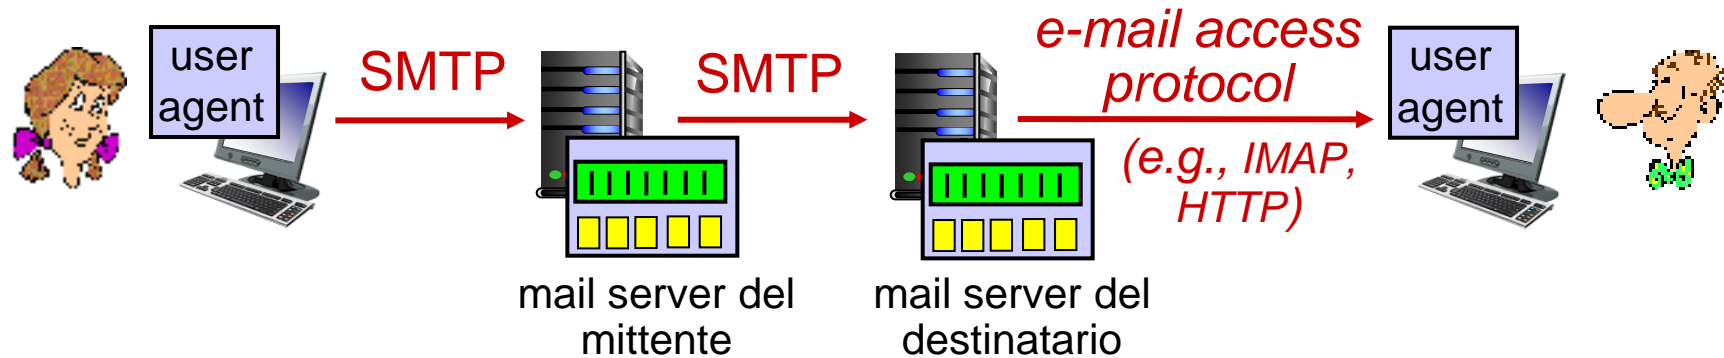 user
agent
SMTP
SMTP
e-mail access
protocol
(e.g., IMAP,
HTTP)
user
agent
mail server del
mittente
mail server del
destinatario